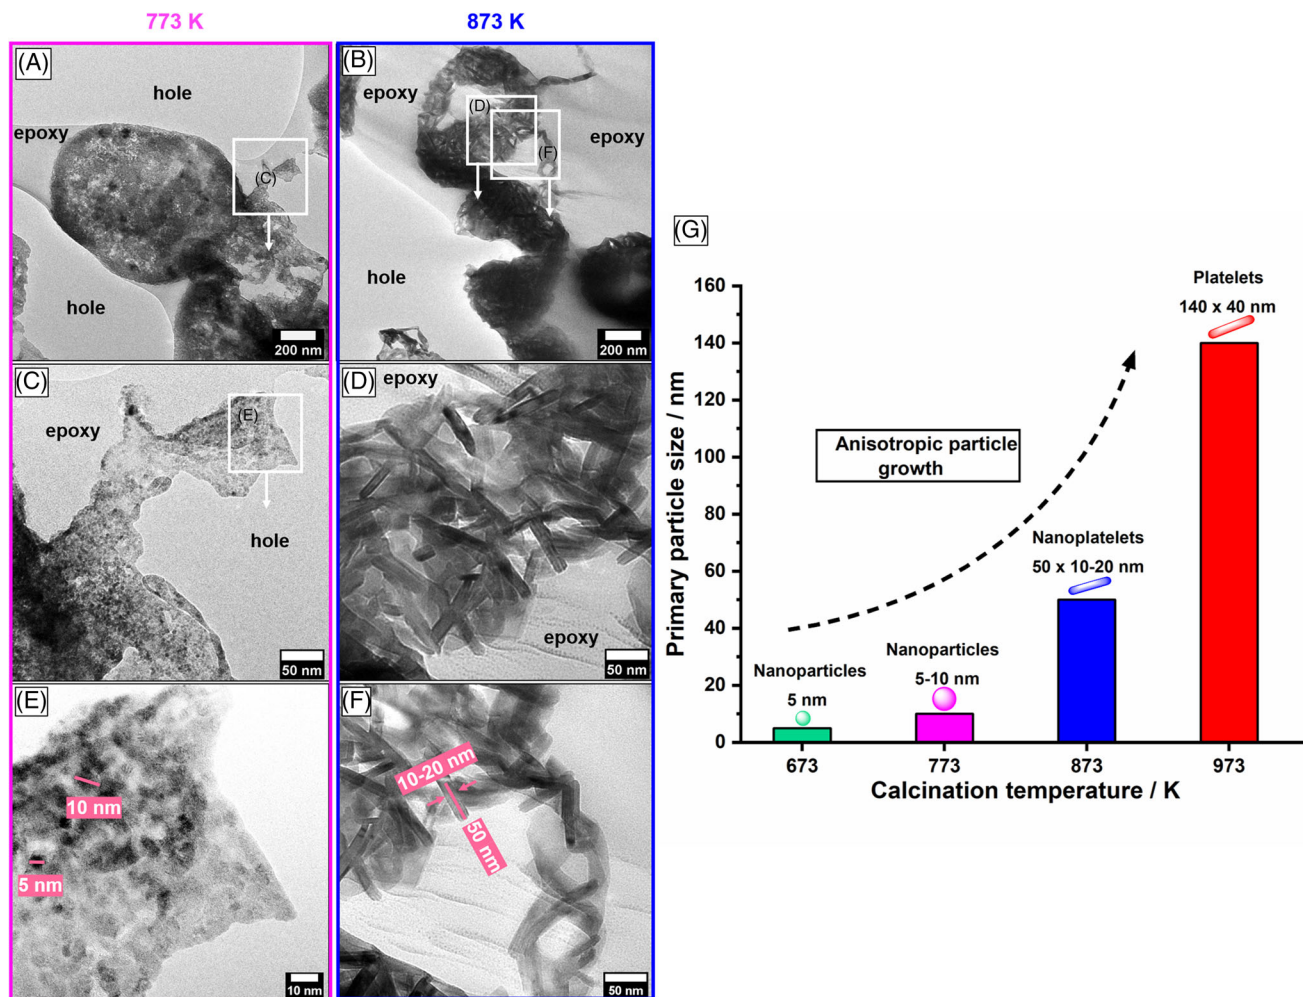 773 K
873 K
(A)
hole
epoxy
(C)
hole
200 nm
(B)
epoxy
(D)
epoxy
(F)
hole
200 nm
(C)
(E)
epoxy
hole
50 nm
(D)
epoxy
epoxy
50 nm
(E)
10 nm
5 nm
10 nm
(F)
10-20 nm
50 nm
50 nm
(G)
Primary particle size / nm
160
140
120
100
80
60
40
20
0
Platelets
140 x 40 nm
Anisotropic particle
growth
Nanoplatelets
50 x 10-20 nm
Nanoparticles
5-10 nm
Nanoparticles
5 nm
673
773
873
973
Calcination temperature / K